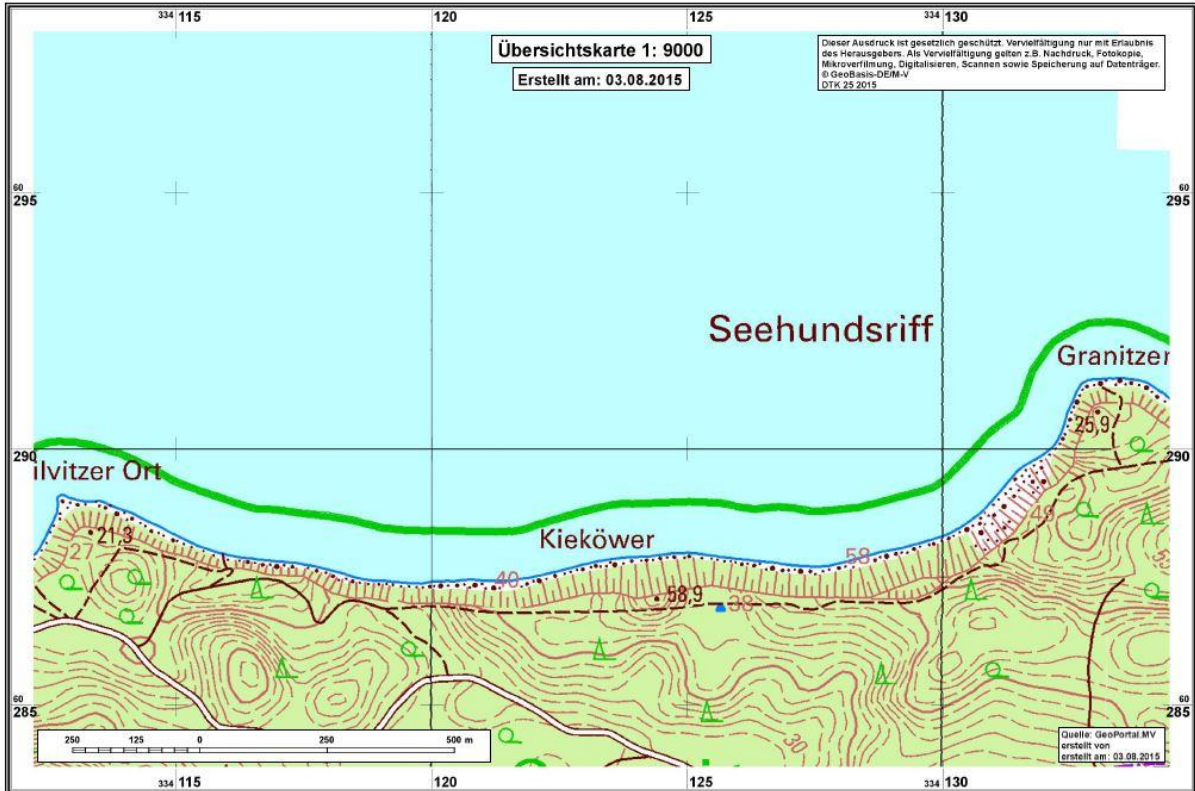 334 115
120
125
334 130
Übersichtskarte 1: 9000
Erstellt am: 03.08.2015
Dieser Ausdruck ist gesetzlich geschützt. Vervielfältigung nur mit Erlaubnis
des Herausgebers. Als Vervielfältigung gelten z.B. Nachdruck, Fotokopie,
Mikroverfilmung, Digitalisieren, Scannen sowie Speicherung auf Datenträger.
© GeoBasis-DE/M-V
DTK 25 2015
60
295
60
295
Seehundsriff
Granitzer
25,9
290
290
ilvitzer Ort
21,3
27
49
Kieköwer
58
40
58,9
38
60
285
60
285
30
250 125 0 250 500 m
Quelle: GeoPortal.MV
erstellt von
erstellt am: 03.08.2015
334 115
120
125
334 130